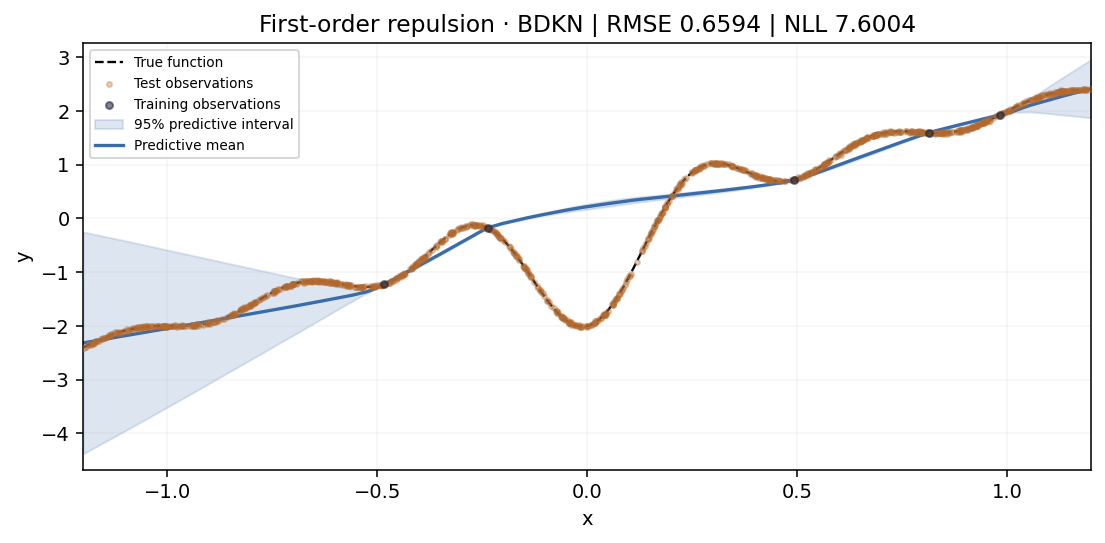 First-order repulsion · BDKN | RMSE 0.6594 | NLL 7.6004
True function
Test observations
Training observations
95% predictive interval
Predictive mean
y
3
2
1
0
−1
−2
−3
−4
−1.0 −0.5 0.0 0.5 1.0
x